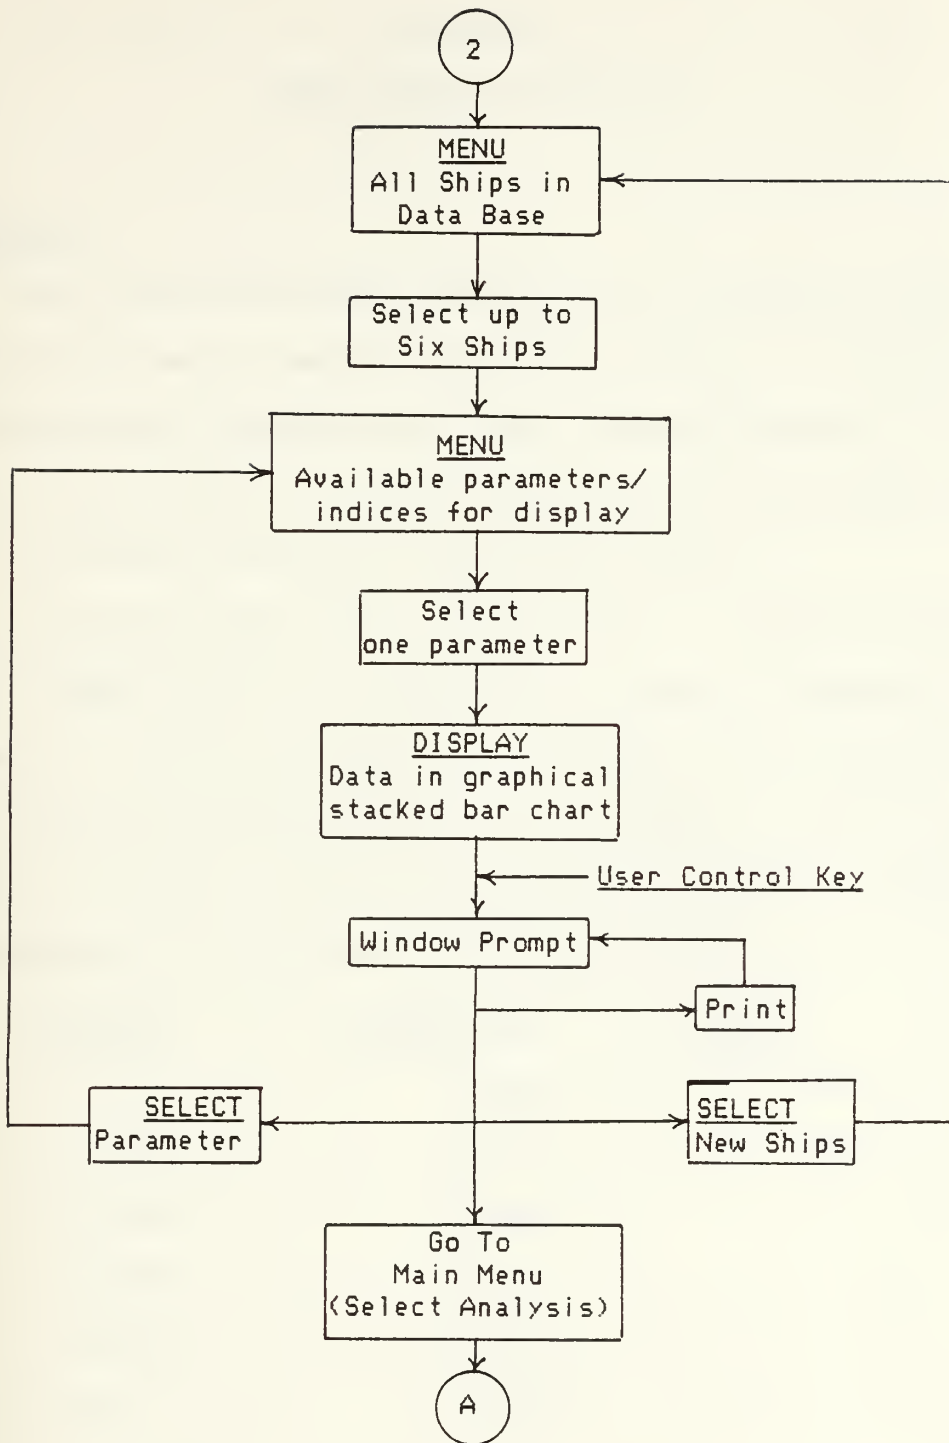 2
MENU
All Ships in
Data Base
Select up to
Six Ships
MENU
Available parameters/
indices for display
Select
one parameter
DISPLAY
Data in graphical
stacked bar chart
User Control Key
Window Prompt
Print
SELECT
Parameter
SELECT
New Ships
Go To
Main Menu
(Select Analysis)
A